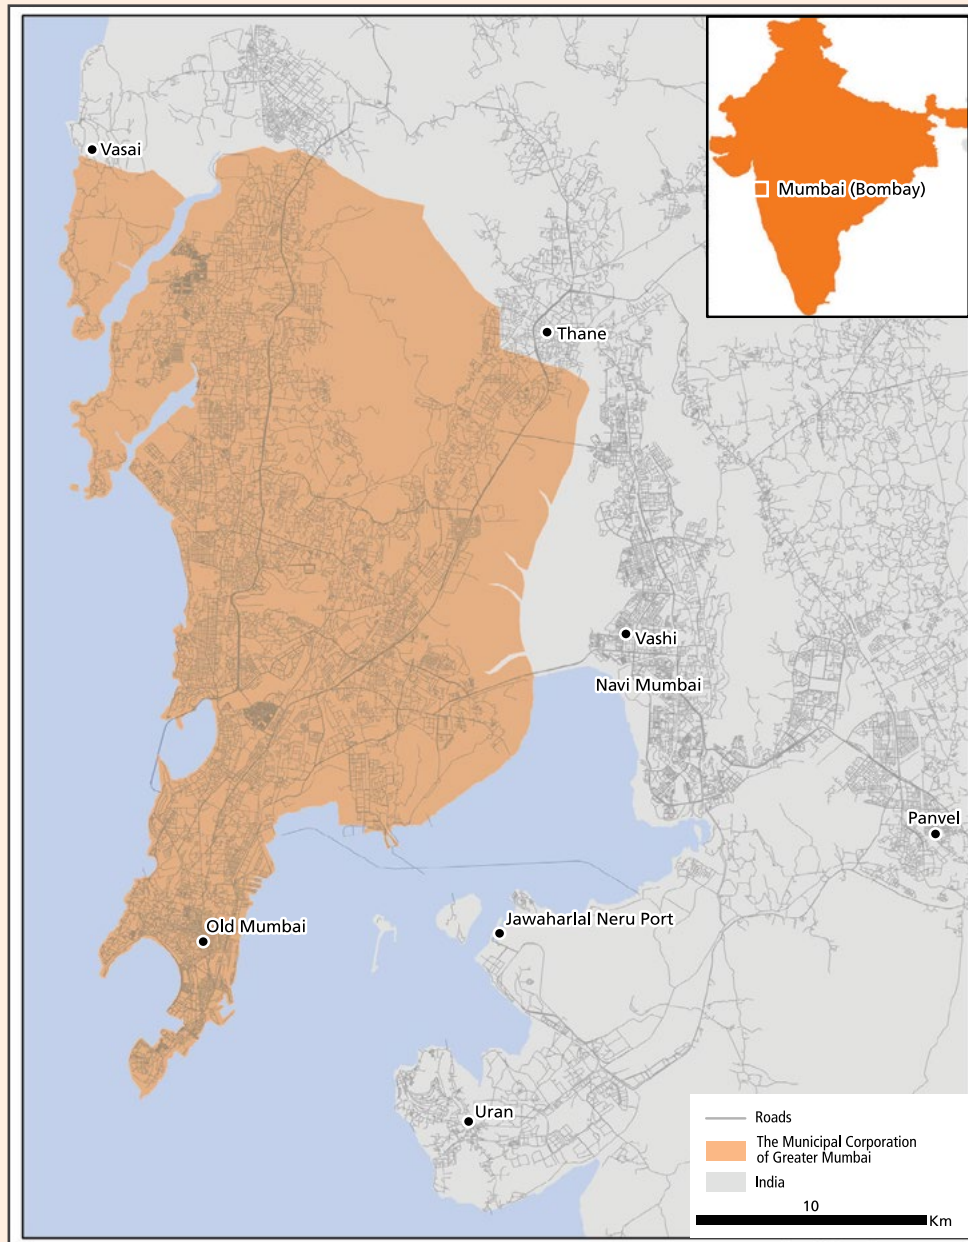 Vasai
Mumbai (Bombay)
Thane
Vashi
Navi Mumbai
Panvel
Jawaharlal Neru Port
Old Mumbai
Uran
Roads
The Municipal Corporation
of Greater Mumbai
India
10
Km